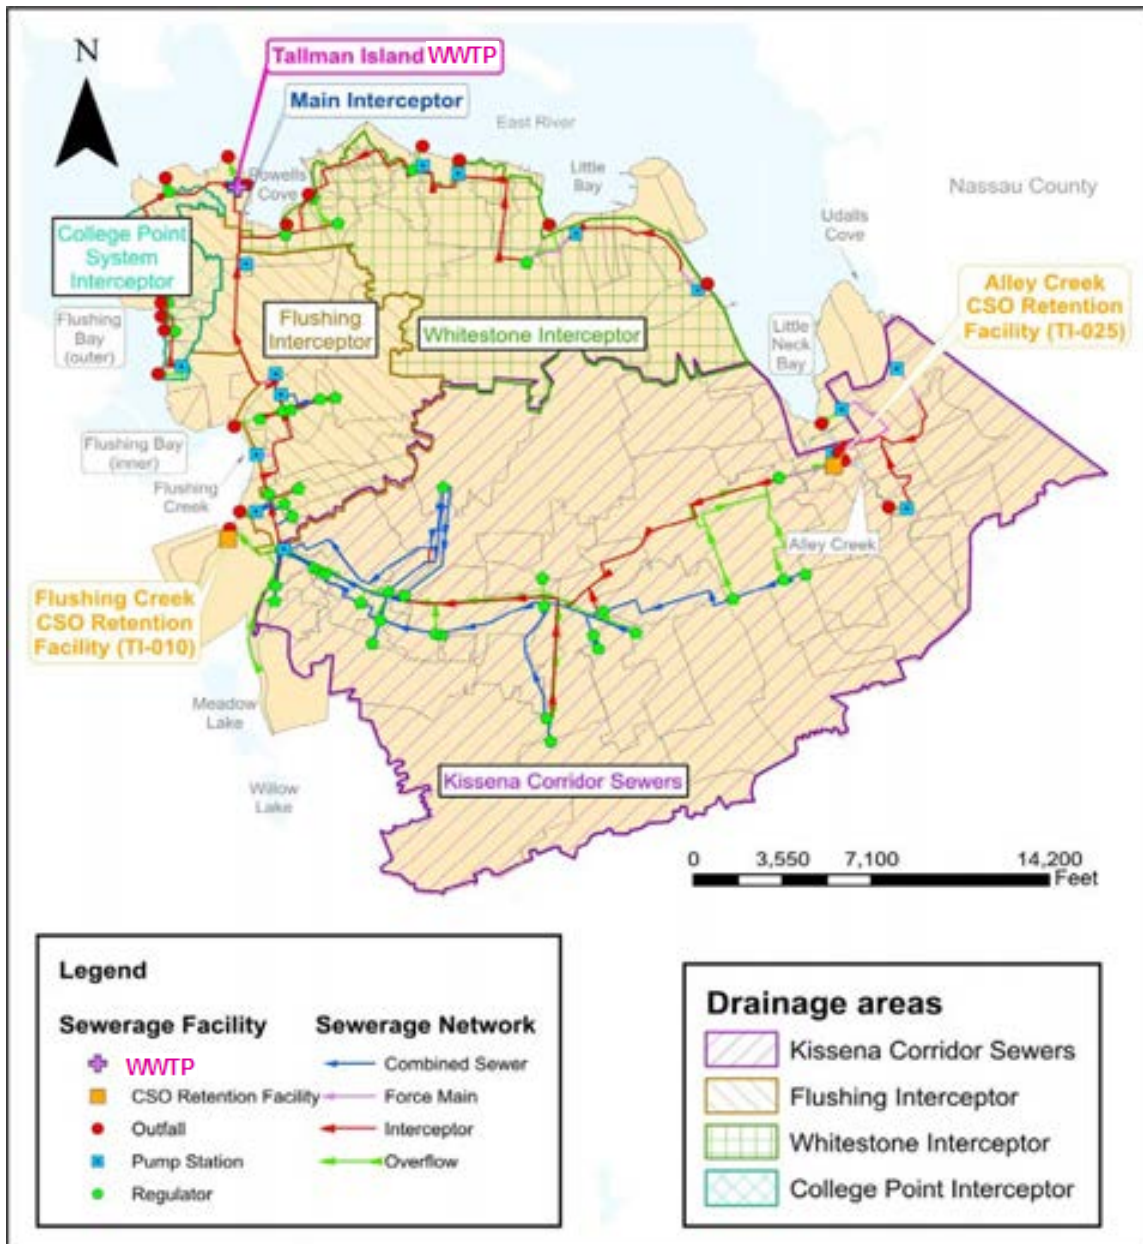 N
Tallman Island WWTP
Main Interceptor
East River
Powells
Cove
Little
Bay
Nassau County
Udalls
Cove
College Point
System
Interceptor
Alley Creek
CSO Retention
Facility (TI-025)
Flushing
Bay
(outer)
Flushing
Interceptor
Whitestone Interceptor
Little
Neck
Bay
Flushing Bay
(inner)
Flushing
Creek
Alley Creek
Flushing Creek
CSO Retention
Facility (TI-010)
Meadow
Lake
Kissena Corridor Sewers
Willow
Lake
0 3,550 7,100 14,200
Feet
Legend
Sewerage Facility
WWTP
CSO Retention Facility
Outfall
Pump Station
Regulator
Sewerage Network
Combined Sewer
Force Main
Interceptor
Overflow
Drainage areas
Kissena Corridor Sewers
Flushing Interceptor
Whitestone Interceptor
College Point Interceptor